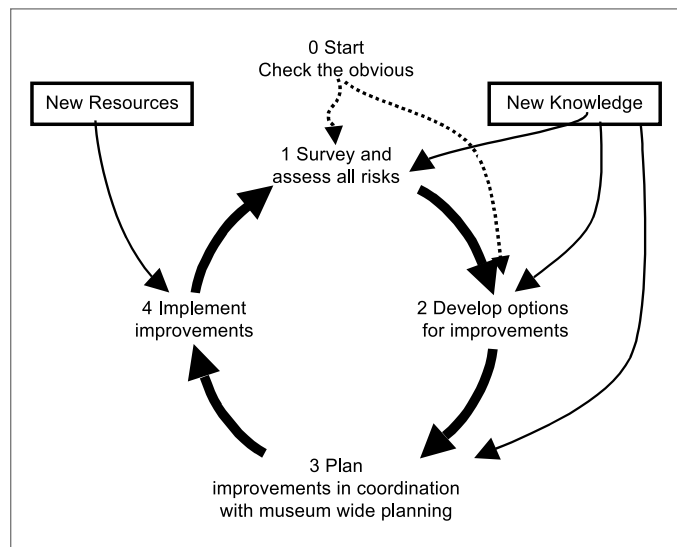 0 Start
Check the obvious
New Resources
New Knowledge
1 Survey and
assess all risks
4 Implement
improvements
2 Develop options
for improvements
3 Plan
improvements in coordination
with museum wide planning